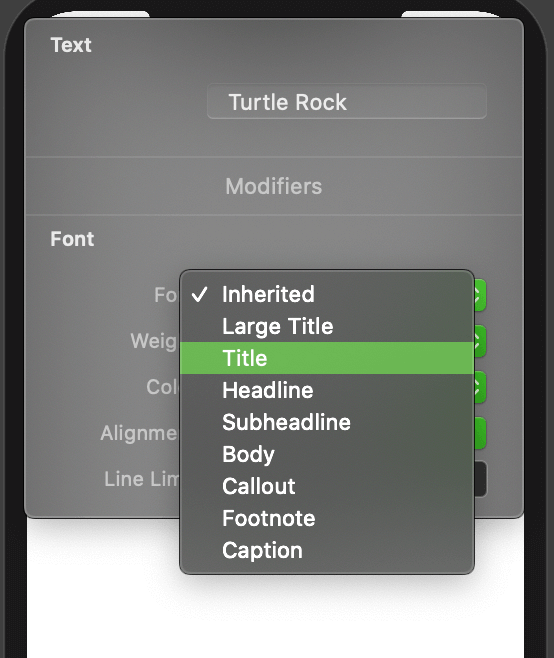 Text
Turtle Rock
Modifiers
Font
Fo
✓ Inherited
Large Title
Weig
Title
Colo
Headline
Subheadline
Alignme
Body
Line Lim
Callout
Footnote
Caption